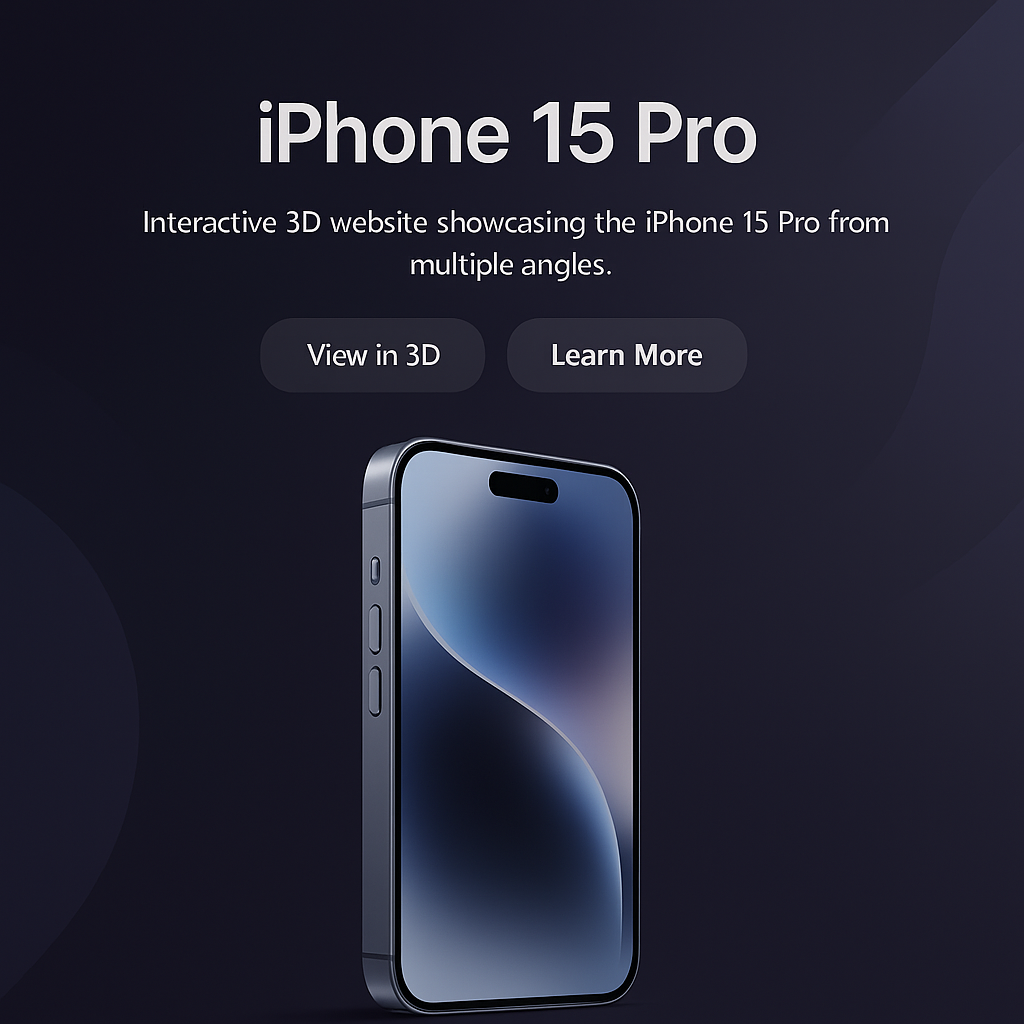 iPhone 15 Pro
Interactive 3D website showcasing the iPhone 15 Pro from
multiple angles.
View in 3D
Learn More